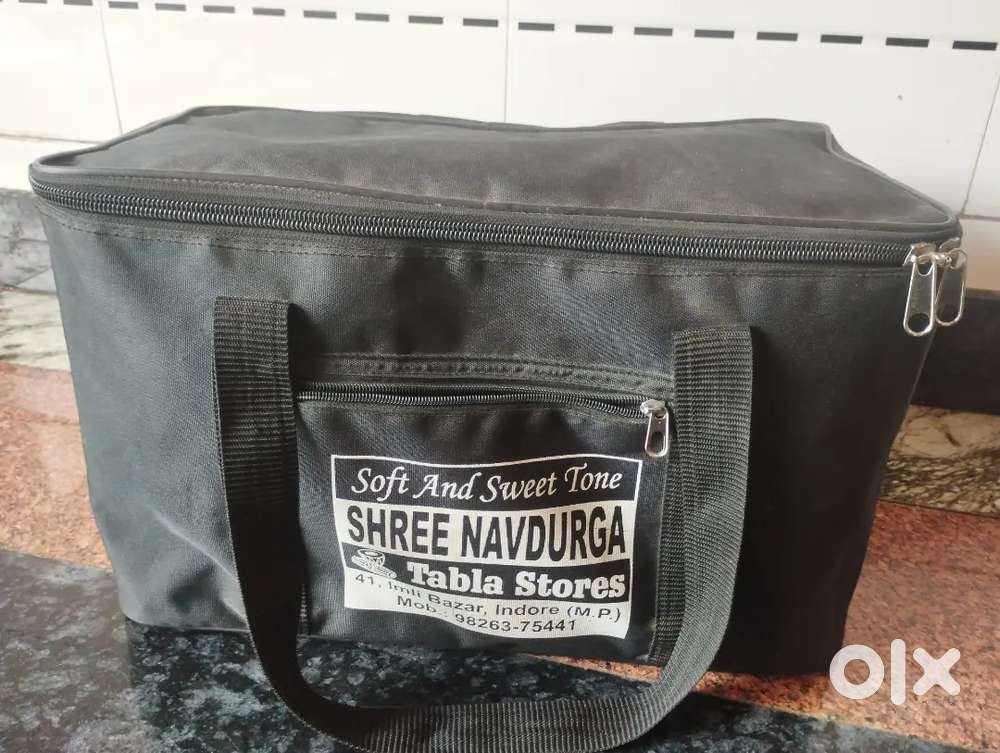 Soft And Sweet Tone
SHREE NAVDURGA
Tabla Stores
41, Imli Bazar, Indore (M.P.)
Mob.: 98263-75441
olx